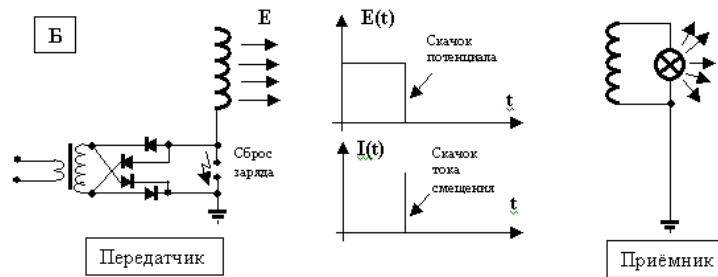 Б
E
E(t)
Скачок
потенциала
t
Сброс
заряда
I(t)
Скачок
тока
смещения
t
Передатчик
Приёмник